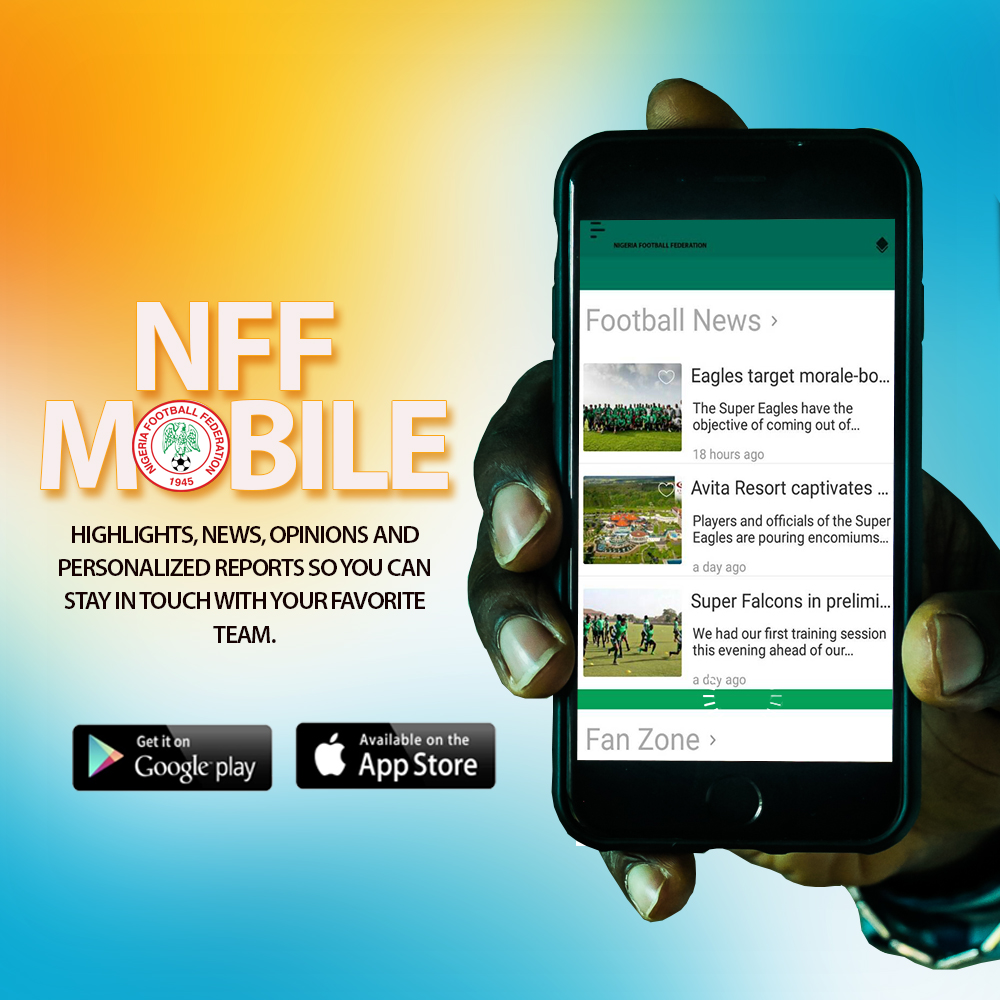 NFF
MOBILE
NIGERIA FOOTBALL FEDERATION
1945
HIGHLIGHTS, NEWS, OPINIONS AND
PERSONALIZED REPORTS SO YOU CAN
STAY IN TOUCH WITH YOUR FAVORITE
TEAM.
Get it on
Google play
Available on the
App Store
NIGERIA FOOTBALL FEDERATION
Football News >
Eagles target morale-bo...
The Super Eagles have the
objective of coming out of...
18 hours ago
Avita Resort captivates ...
Players and officials of the Super
Eagles are pouring encomiums...
a day ago
Super Falcons in prelimi...
We had our first training session
this evening ahead of our...
a day ago
Fan Zone >